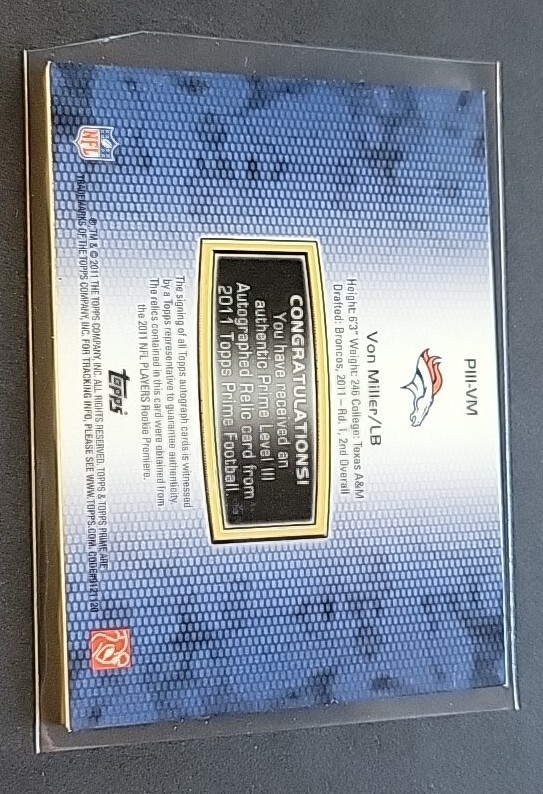 PIII-VM
Von Miller/LB
Height: 6'3" Weight: 246 College: Texas A&M
Drafted: Broncos, 2011 – Rd. 1, 2nd Overall
CONGRATULATIONS!
You have received an
authentic Prime Level III
Autographed Relic Card from
2011 Topps Prime Football
The signing of all Topps autograph cards is witnessed
by a Topps representative to guarantee authenticity.
The relics contained in this card were obtained from
the 2011 NFL PLAYERS Rookie Premiere.
topps
NFL
®, TM & © 2011 THE TOPPS COMPANY, INC. ALL RIGHTS RESERVED. TOPPS & TOPPS PRIME ARE
TRADEMARKS OF THE TOPPS COMPANY, INC. FOR TRACKING INFO, PLEASE SEE WWW.TOPPS.COM.